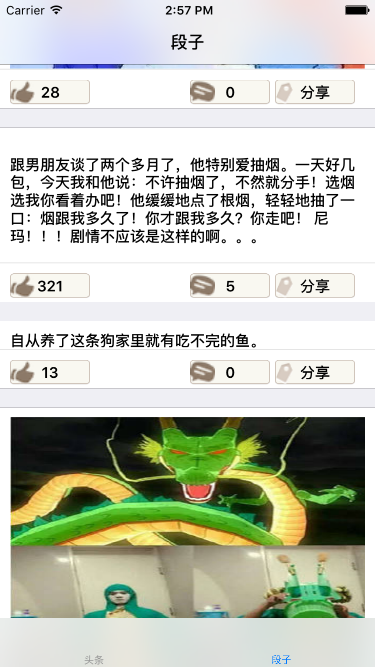 Carrier 2:57 PM
段子
28 0 分享
跟男朋友谈了两个多月了，他特别爱抽烟。一天好几
包，今天我和他说：不许抽烟了，不然就分手！选烟
选我你看着办吧！他缓缓地点了根烟，轻轻地抽了一
口：烟跟我多久了！你才跟我多久？你走吧！ 尼
玛！！！剧情不应该是这样的啊。。。
321 5 分享
自从养了这条狗家里就有吃不完的鱼。
13 0 分享
头条 段子